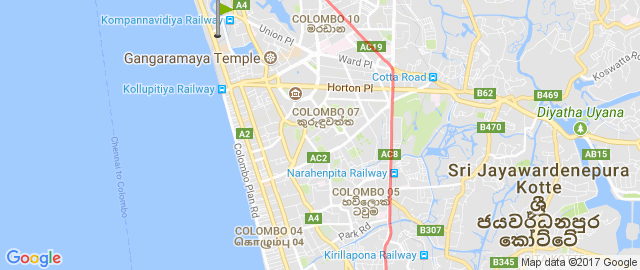 A4
Kompannavidiya Railway
COLOMBO 10
මරදාන
Union Pl
AC19
Ward Pl
Gangaramaya Temple
Cotta Road
Koswatta Rd
Kollupitiya Railway
Horton Pl
B62
B469
COLOMBO 07
කුරුඳුවත්ත
Diyatha Uyana
A2
B470
Chennai to Colombo
Colombo Plan Rd
AC2
AC8
AB15
Narahenpita Railway
Sri Jayawardenepura
Kotte
ශ්‍රී
ජයවර්ධනපුර
කෝට්ටේ
COLOMBO 05
හැව්ලොක්
ටවුම
COLOMBO 04
கொழும்பு 04
A4
Park Rd
B307
Kirillapona Railway
B345
Google
Map data ©2017 Google